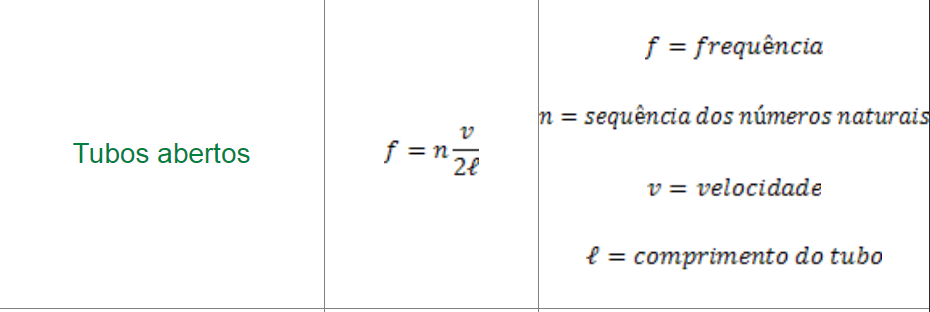 Tubos abertos
f = n v/2ℓ
f = frequência
n = sequência dos números naturais
v = velocidade
ℓ = comprimento do tubo